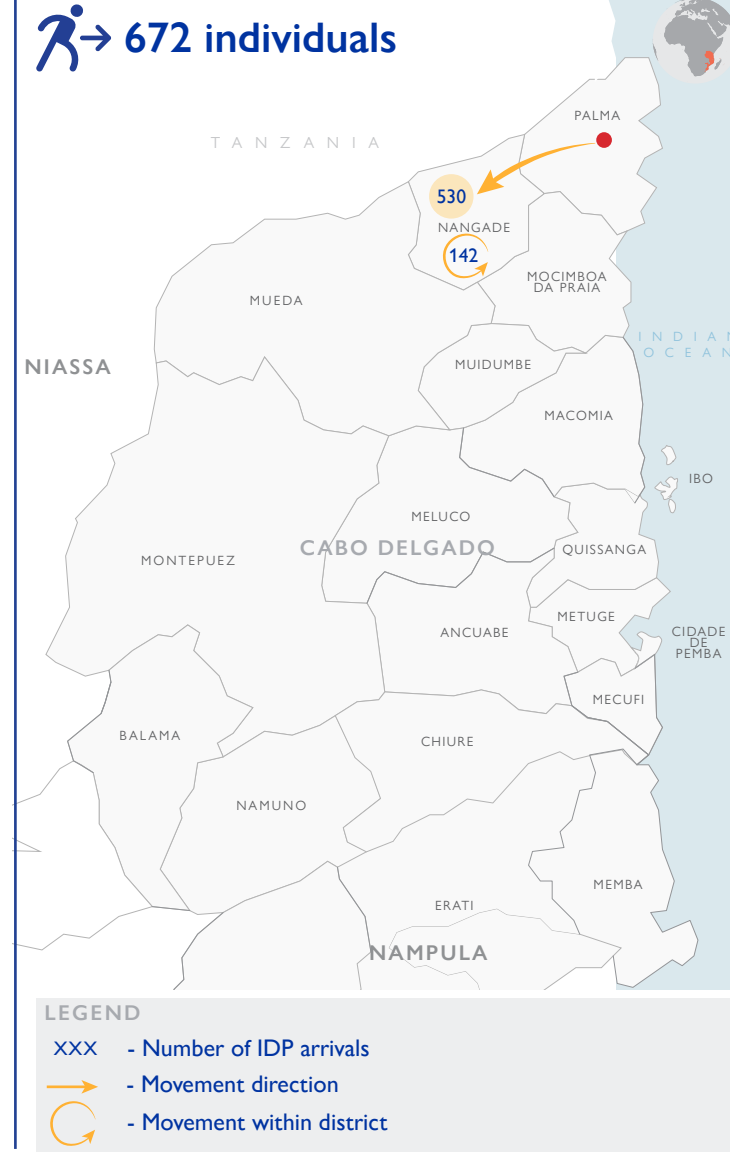 672 individuals
PALMA
TANZANIA
530
NANGADE
142
MOCIMBOA
DA PRAIA
MUEDA
INDIAN
OCEAN
NIASSA
MUIDUMBE
MACOMIA
IBO
MELUCO
CABO DELGADO
QUISSANGA
MONTEPUEZ
METUGE
ANCUABE
CIDADE
DE
PEMBA
MECUFI
BALAMA
CHIURE
NAMUNO
MEMBA
ERATI
NAMPULA
LEGEND
XXX - Number of IDP arrivals
- Movement direction
- Movement within district